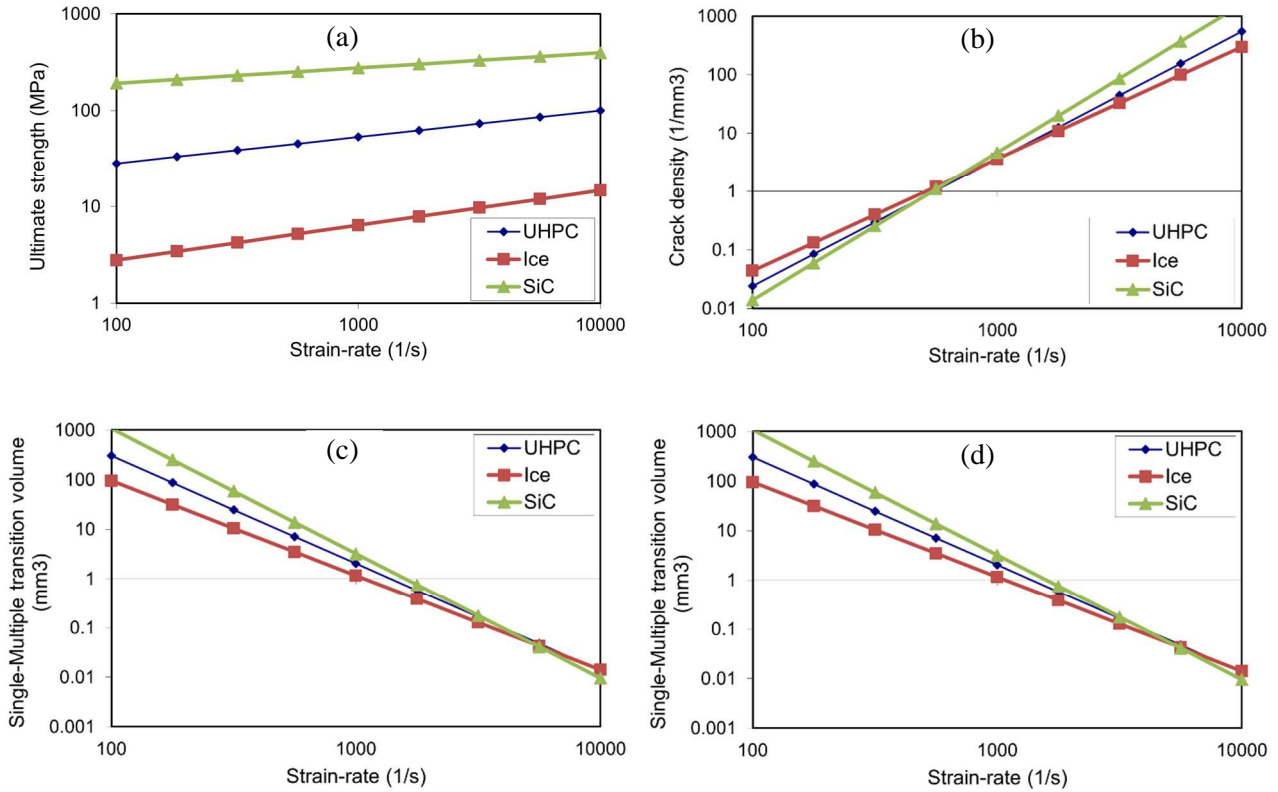 (a)
Ultimate strength (MPa)
1000
100
10
1
UHPC
Ice
SiC
100
1000
10000
Strain-rate (1/s)
(b)
Crack density (1/mm3)
1000
100
10
1
0.1
0.01
UHPC
Ice
SiC
100
1000
10000
Strain-rate (1/s)
(c)
Single-Multiple transition volume
(mm3)
1000
100
10
1
0.1
0.01
0.001
UHPC
Ice
SiC
100
1000
10000
Strain-rate (1/s)
(d)
Single-Multiple transition volume
(mm3)
1000
100
10
1
0.1
0.01
0.001
UHPC
Ice
SiC
100
1000
10000
Strain-rate (1/s)